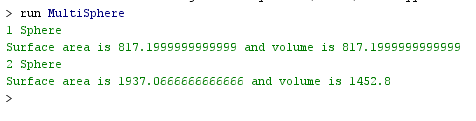 > run MultiSphere
1 Sphere
Surface area is 817.1999999999999 and volume is 817.1999999999999
2 Sphere
Surface area is 1937.0666666666666 and volume is 1452.8
>